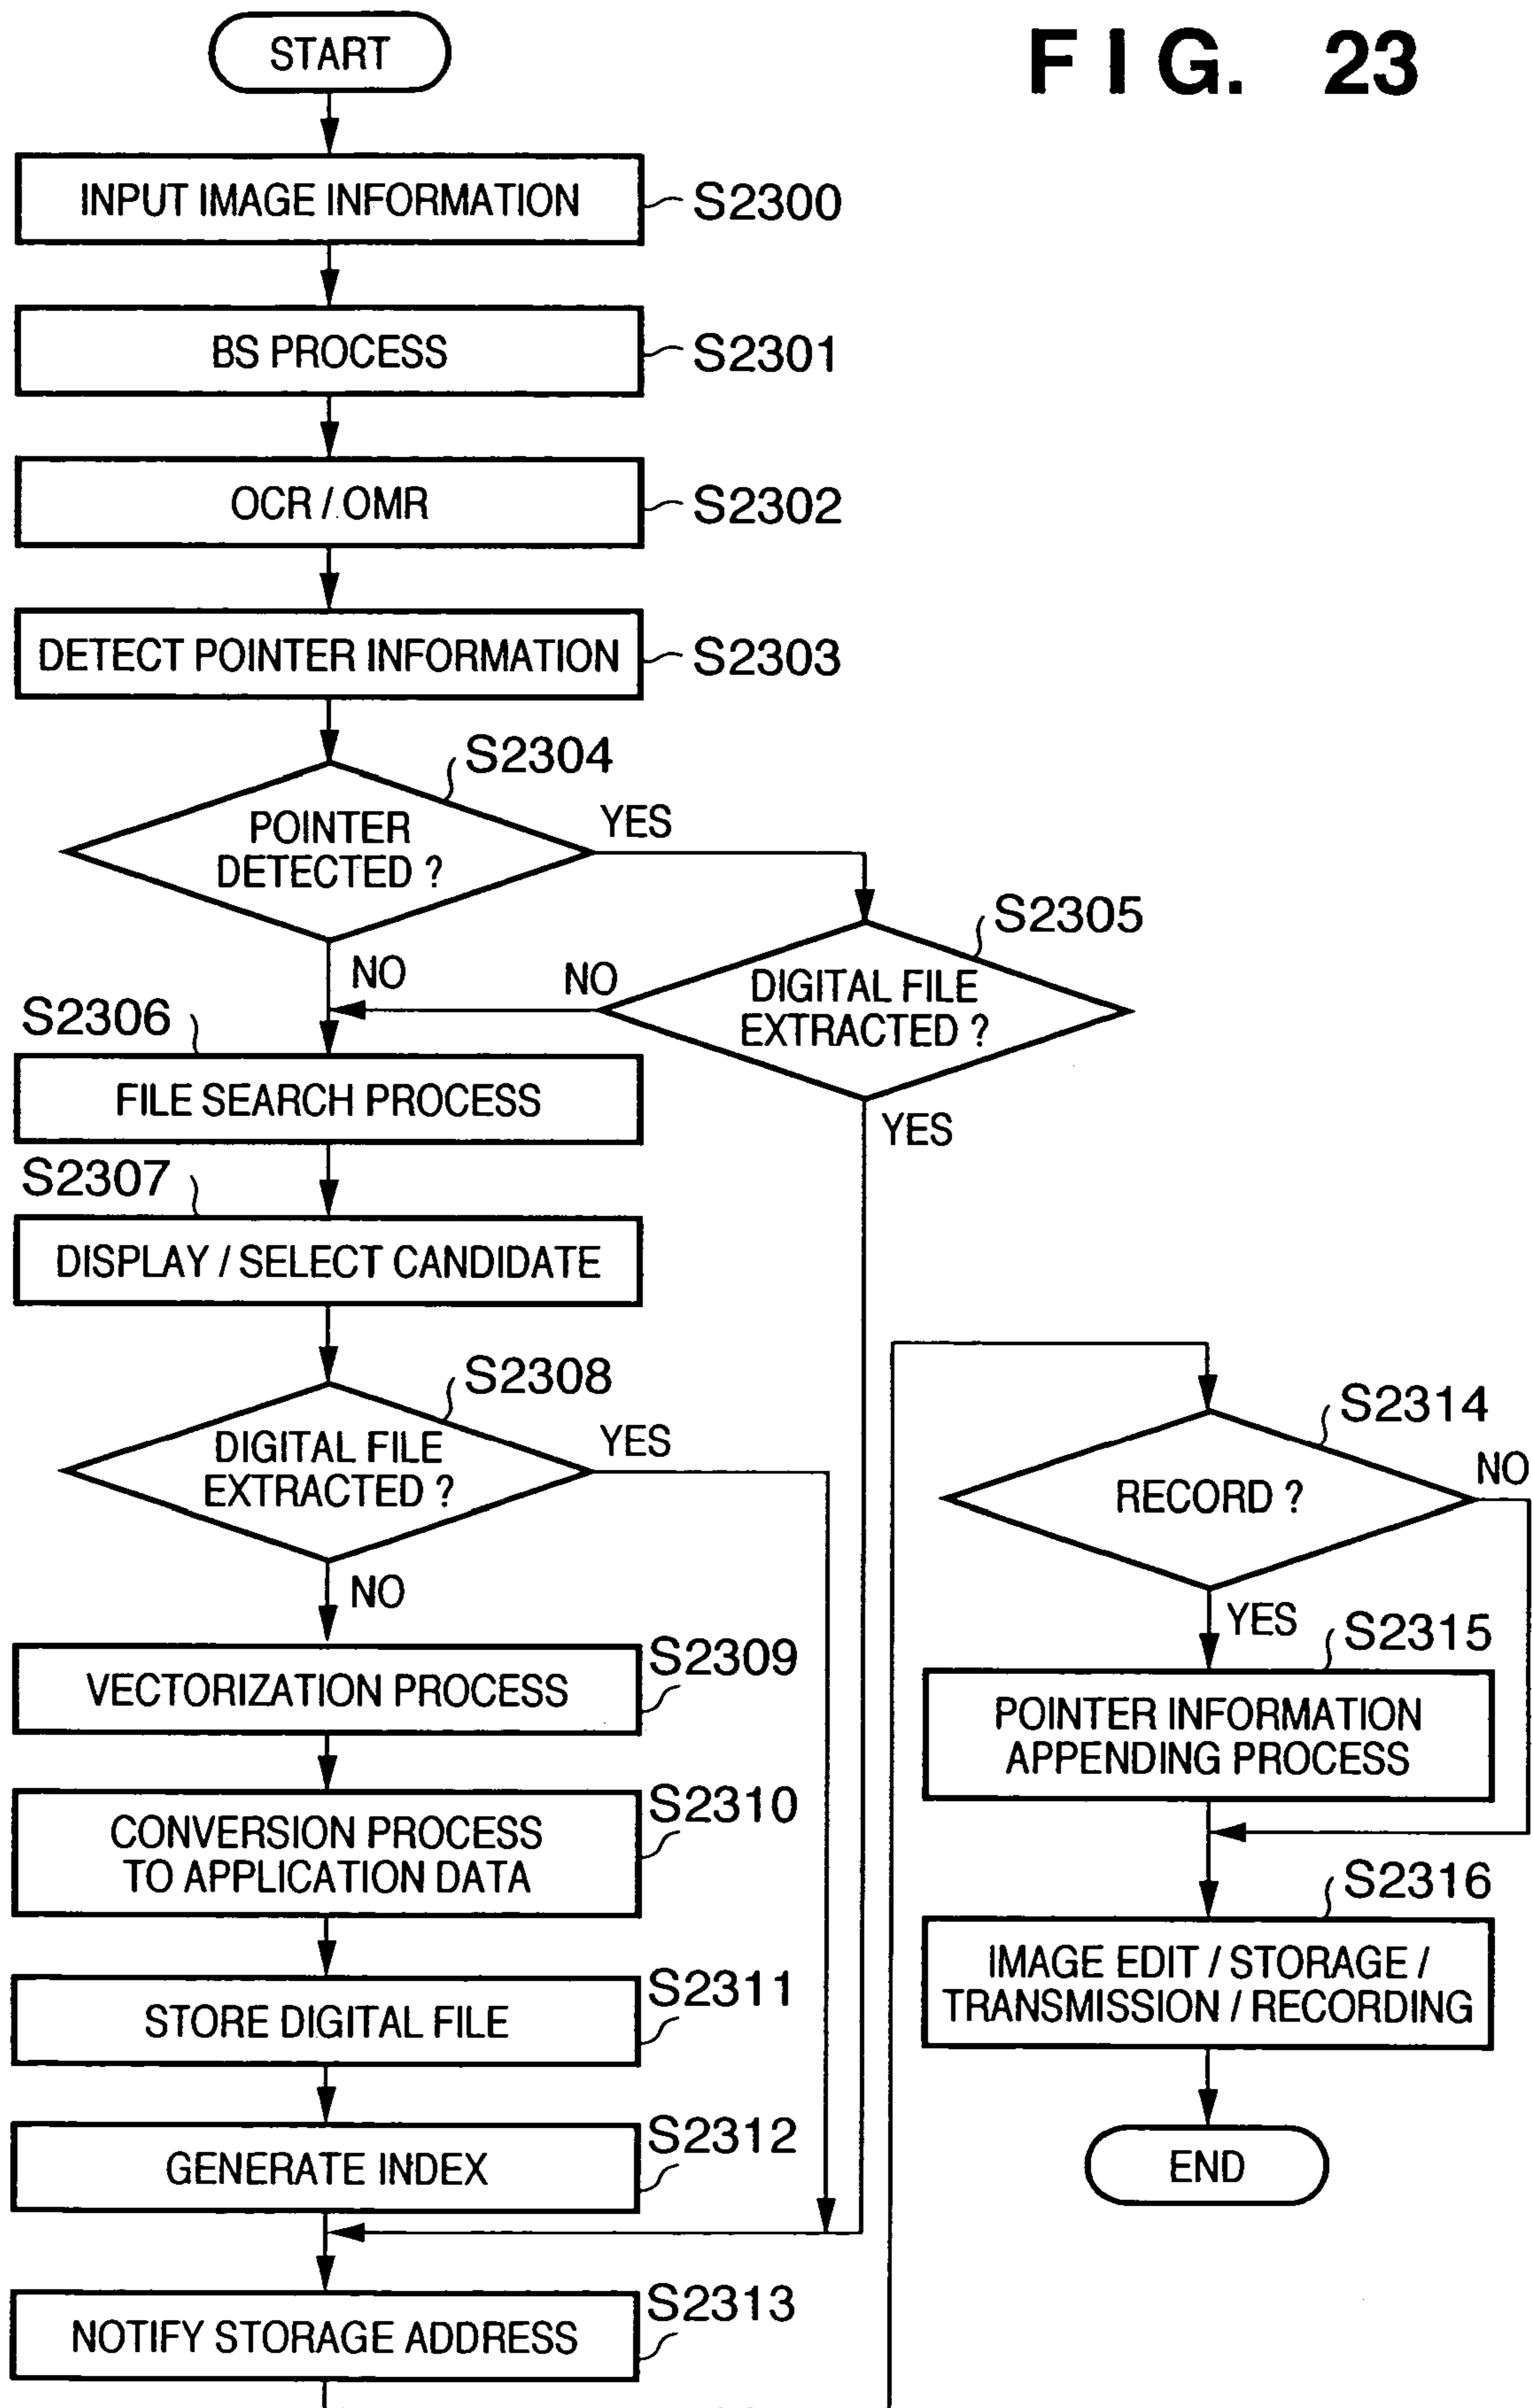 FIG. 23
START
INPUT IMAGE INFORMATION
S2300
BS PROCESS
S2301
OCR / OMR
S2302
DETECT POINTER INFORMATION
S2303
S2304
POINTER
DETECTED ?
YES
NO
S2305
DIGITAL FILE
EXTRACTED ?
NO
YES
S2306
FILE SEARCH PROCESS
S2307
DISPLAY / SELECT CANDIDATE
S2308
DIGITAL FILE
EXTRACTED ?
YES
NO
S2309
VECTORIZATION PROCESS
S2310
CONVERSION PROCESS
TO APPLICATION DATA
S2311
STORE DIGITAL FILE
S2312
GENERATE INDEX
S2313
NOTIFY STORAGE ADDRESS
S2314
RECORD ?
NO
YES
S2315
POINTER INFORMATION
APPENDING PROCESS
S2316
IMAGE EDIT / STORAGE /
TRANSMISSION / RECORDING
END